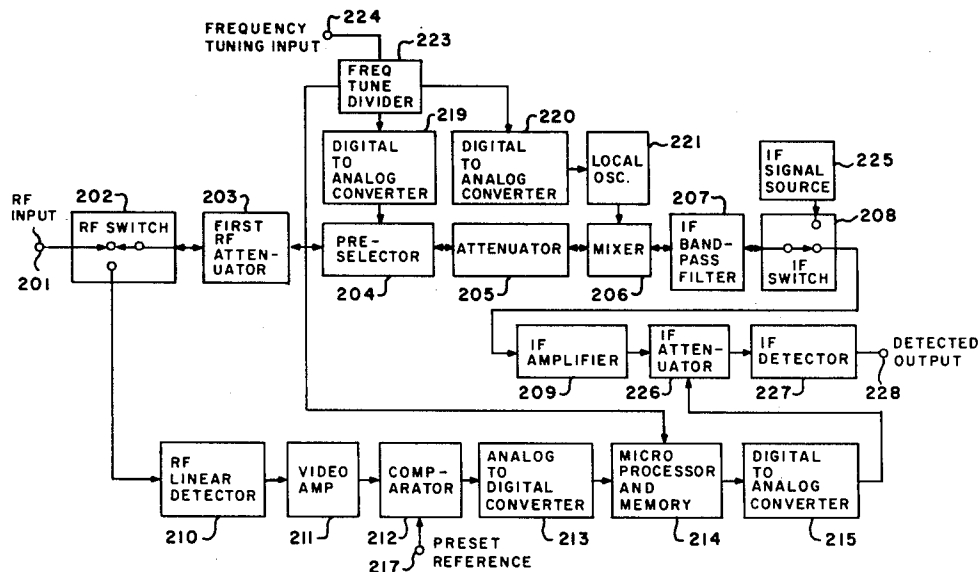 224
FREQUENCY
TUNING INPUT
223
FREQ
TUNE
DIVIDER
219
DIGITAL
TO
ANALOG
CONVERTER
220
DIGITAL
TO
ANALOG
CONVERTER
221
LOCAL
OSC.
IF
SIGNAL
SOURCE
225
RF
INPUT
201
202
RF SWITCH
203
FIRST
RF
ATTEN-
UATOR
PRE-
SELECTOR
204
ATTENUATOR
205
MIXER
206
207
IF
BAND-
PASS
FILTER
208
IF SWITCH
IF
AMPLIFIER
209
IF
ATTEN-
UATOR
226
IF
DETECTOR
227
DETECTED
OUTPUT
228
RF
LINEAR
DETECTOR
210
VIDEO
AMP
211
COMP-
ARATOR
212
217
PRESET
REFERENCE
ANALOG
TO
DIGITAL
CONVERTER
213
MICRO
PROCESSOR
AND
MEMORY
214
DIGITAL
TO
ANALOG
CONVERTER
215